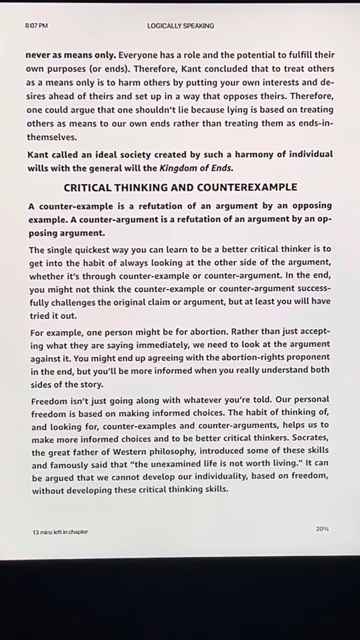 8:07 PM
LOGICALLY SPEAKING
never as means only. Everyone has a role and the potential to fulfill their
own purposes (or ends). Therefore, Kant concluded that to treat others
as a means only is to harm others by putting your own interests and de-
sires ahead of theirs and set up in a way that opposes theirs. Therefore,
one could argue that one shouldn't lie because lying is based on treating
others as means to our own ends rather than treating them as ends-in-
themselves.
Kant called an ideal society created by such a harmony of individual
wills with the general will the Kingdom of Ends.
CRITICAL THINKING AND COUNTEREXAMPLE
A counter-example is a refutation of an argument by an opposing
example. A counter-argument is a refutation of an argument by an op-
posing argument.
The single quickest way you can learn to be a better critical thinker is to
get into the habit of always looking at the other side of the argument,
whether it's through counter-example or counter-argument. In the end,
you might not think the counter-example or counter-argument success-
fully challenges the original claim or argument, but at least you will have
tried it out.
For example, one person might be for abortion. Rather than just accept-
ing what they are saying immediately, we need to look at the argument
against it. You might end up agreeing with the abortion-rights proponent
in the end, but you'll be more informed when you really understand both
sides of the story.
Freedom isn't just going along with whatever you're told. Our personal
freedom is based on making informed choices. The habit of thinking of,
and looking for, counter-examples and counter-arguments, helps us to
make more informed choices and to be better critical thinkers. Socrates,
the great father of Western philosophy, introduced some of these skills
and famously said that "the unexamined life is not worth living." It can
be argued that we cannot develop our individuality, based on freedom,
without developing these critical thinking skills.
13 mins left in chapter
20%